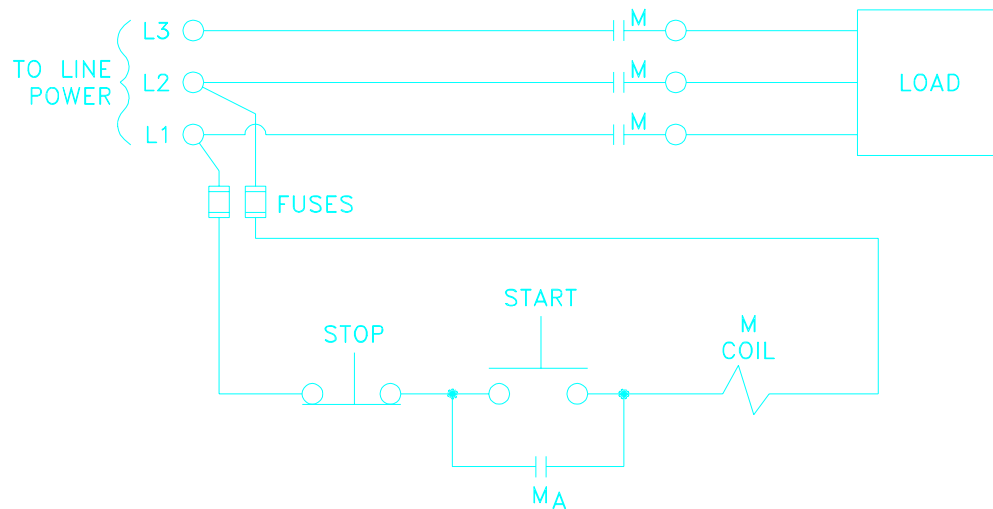 L3
M
TO LINE
POWER
L2
M
LOAD
L1
M
FUSES
START
STOP
M
COIL
MA